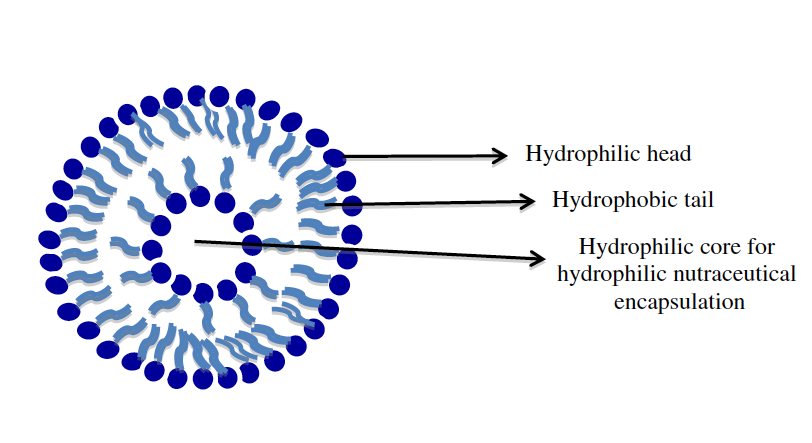 Hydrophilic head
Hydrophobic tail
Hydrophilic core for
hydrophilic nutraceutical
encapsulation